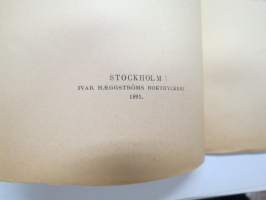 STOCKHOLM
IVAR HÆGGSTRÖMS BOKTRYCKERI
1895.